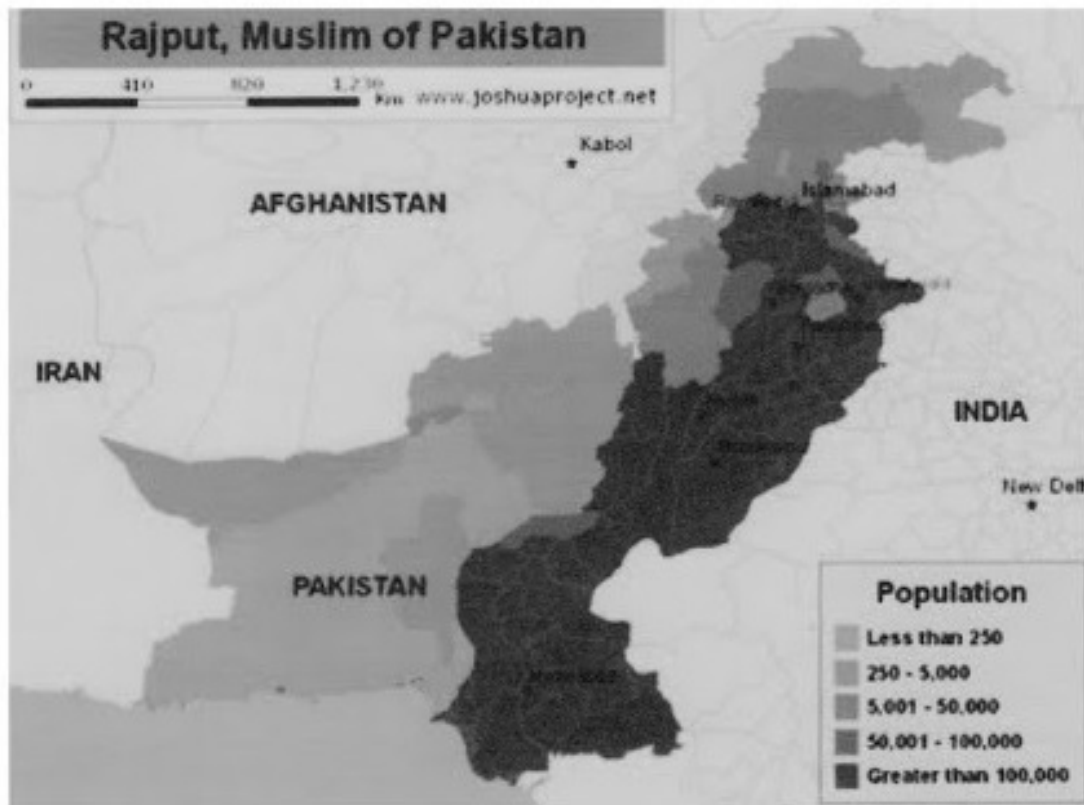 Rajput, Muslim of Pakistan
0 410 820 1,230
Km www.joshuaproject.net
Kabol
AFGHANISTAN
Islamabad
IRAN
INDIA
New Delh
PAKISTAN
Population
Less than 250
250 - 5,000
5,001 - 50,000
50,001 - 100,000
Greater than 100,000